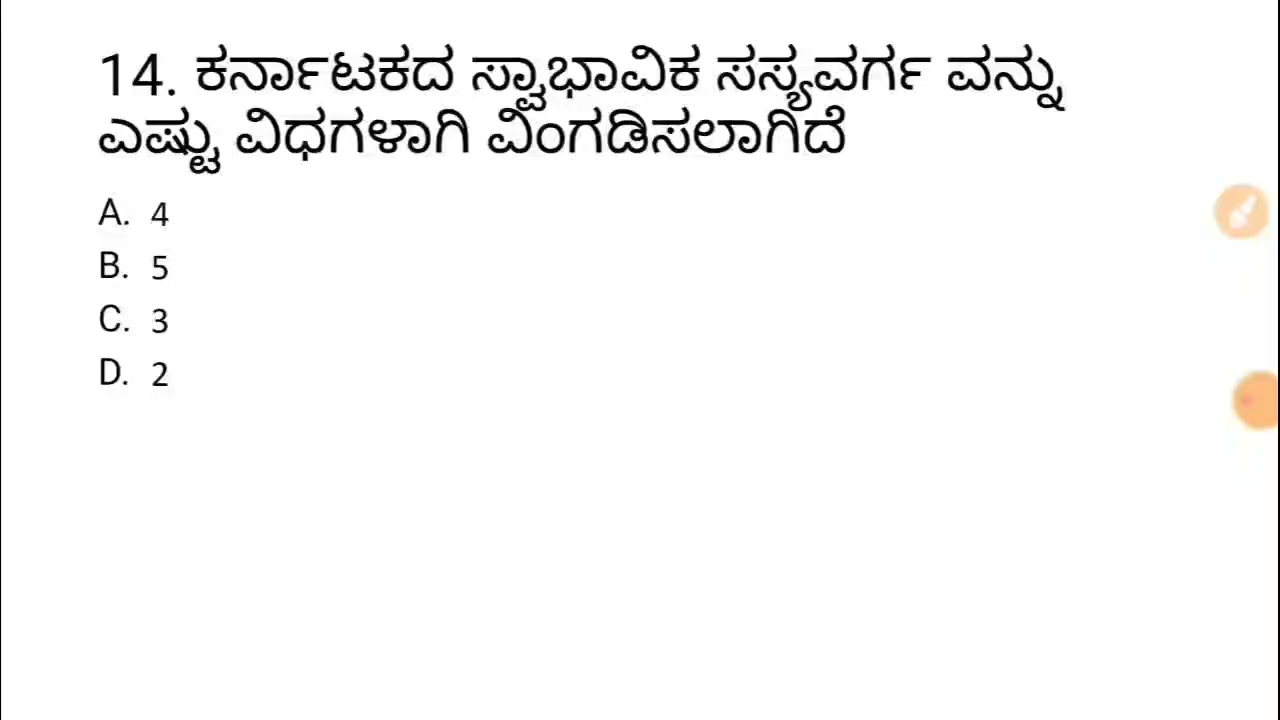 14. ಕರ್ನಾಟಕದ ಸ್ವಾಭಾವಿಕ ಸಸ್ಯವರ್ಗ ವನ್ನು
ಎಷ್ಟು ವಿಧಗಳಾಗಿ ವಿಂಗಡಿಸಲಾಗಿದೆ
A. 4
B. 5
C. 3
D. 2